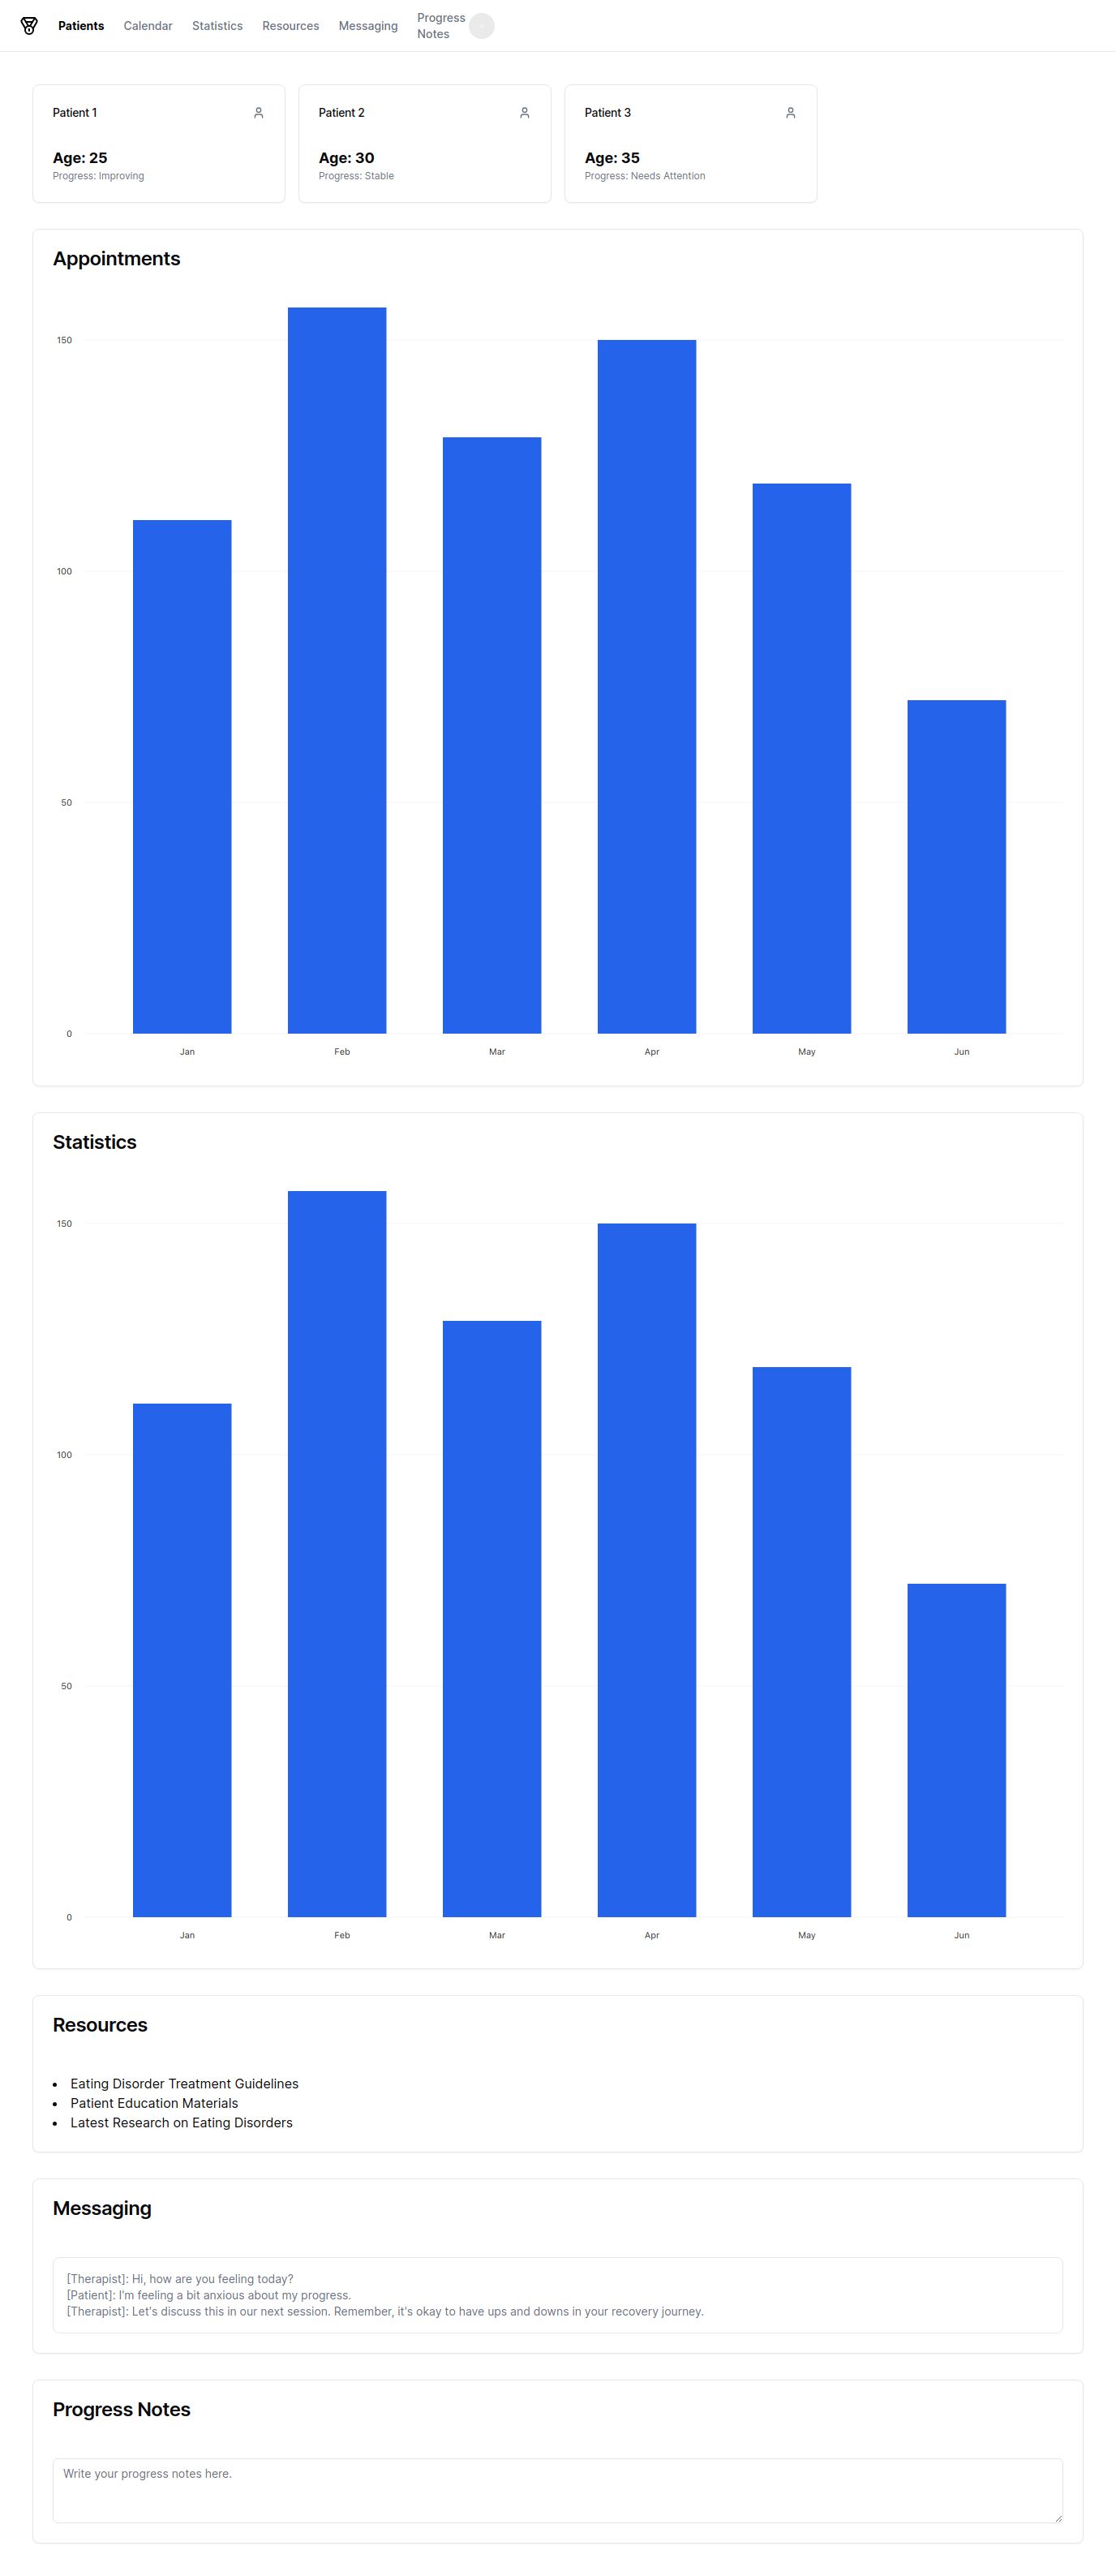 Patients
Calendar
Statistics
Resources
Messaging
Progress
Notes
Patient 1
Age: 25
Progress: Improving
Patient 2
Age: 30
Progress: Stable
Patient 3
Age: 35
Progress: Needs Attention
Appointments
150
100
50
0
Jan
Feb
Mar
Apr
May
Jun
Statistics
150
100
50
0
Jan
Feb
Mar
Apr
May
Jun
Resources
• Eating Disorder Treatment Guidelines
• Patient Education Materials
• Latest Research on Eating Disorders
Messaging
[Therapist]: Hi, how are you feeling today?
[Patient]: I'm feeling a bit anxious about my progress.
[Therapist]: Let's discuss this in our next session. Remember, it's okay to have ups and downs in your recovery journey.
Progress Notes
Write your progress notes here.